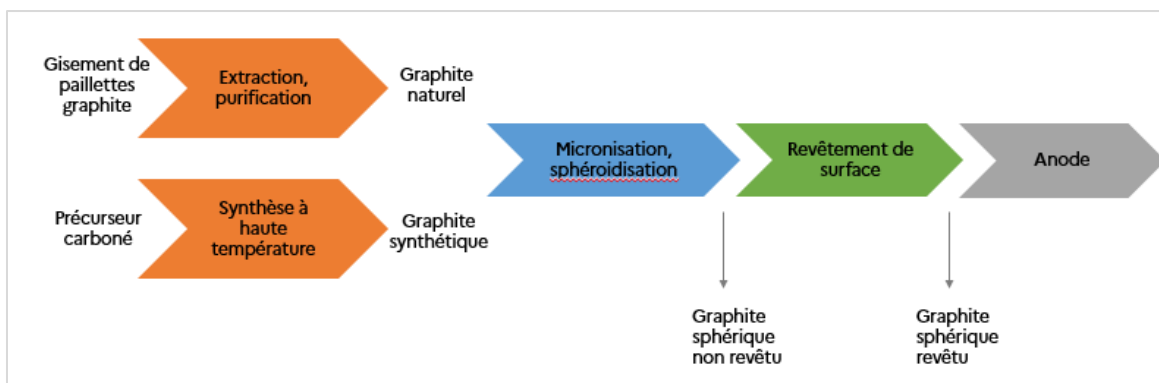 Gisement de
paillettes
graphite
Extraction,
purification
Graphite
naturel
Précurseur
carboné
Synthèse à
haute
température
Graphite
synthétique
Micronisation,
sphéroidisation
Revêtement de
surface
Anode
Graphite
sphérique
non revêtu
Graphite
sphérique
revêtu